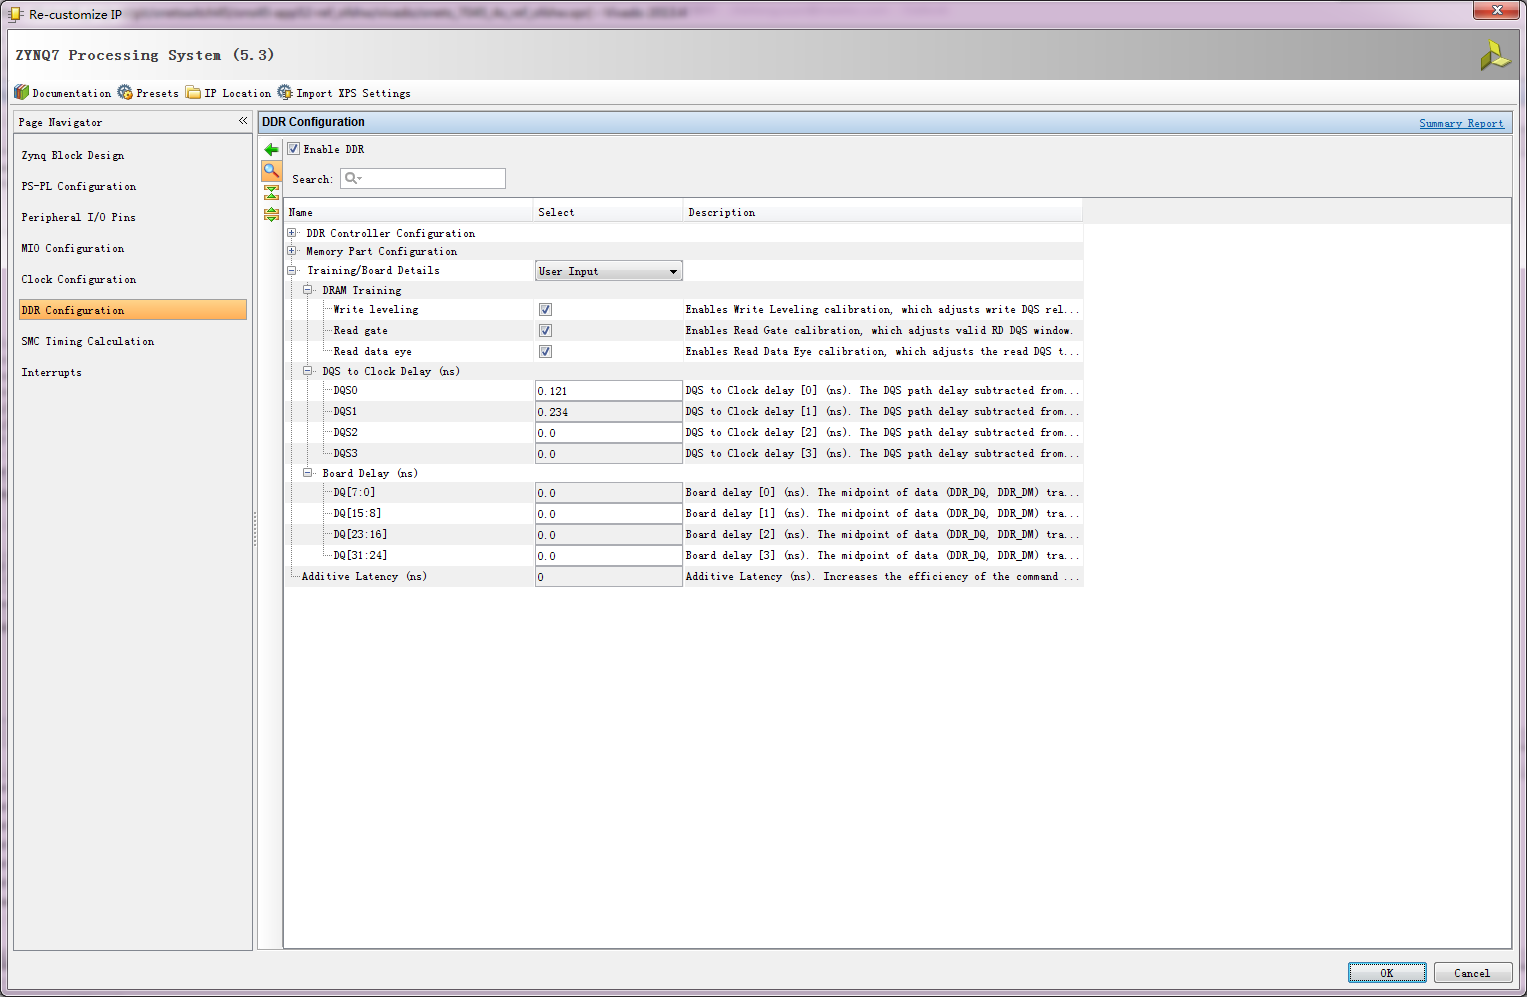 Re-customize IP
ZYNQ7 Processing System (5.3)
Documentation Presets IP Location Import XPS Settings
Page Navigator «
DDR Configuration Summary Report
Zynq Block Design
PS-PL Configuration
Peripheral I/O Pins
MIO Configuration
Clock Configuration
DDR Configuration
SMC Timing Calculation
Interrupts
Enable DDR
Search:
Name Select Description
DDR Controller Configuration
Memory Part Configuration
Training/Board Details User Input
DRAM Training
Write leveling Enables Write Leveling calibration, which adjusts write DQS rel...
Read gate Enables Read Gate calibration, which adjusts valid RD DQS window.
Read data eye Enables Read Data Eye calibration, which adjusts the read DQS t...
DQS to Clock Delay (ns)
DQS0 0.121 DQS to Clock delay [0] (ns). The DQS path delay subtracted from...
DQS1 0.234 DQS to Clock delay [1] (ns). The DQS path delay subtracted from...
DQS2 0.0 DQS to Clock delay [2] (ns). The DQS path delay subtracted from...
DQS3 0.0 DQS to Clock delay [3] (ns). The DQS path delay subtracted from...
Board Delay (ns)
DQ[7:0] 0.0 Board delay [0] (ns). The midpoint of data (DDR_DQ, DDR_DM) tra...
DQ[15:8] 0.0 Board delay [1] (ns). The midpoint of data (DDR_DQ, DDR_DM) tra...
DQ[23:16] 0.0 Board delay [2] (ns). The midpoint of data (DDR_DQ, DDR_DM) tra...
DQ[31:24] 0.0 Board delay [3] (ns). The midpoint of data (DDR_DQ, DDR_DM) tra...
Additive Latency (ns) 0 Additive Latency (ns). Increases the efficiency of the command ...
OK Cancel